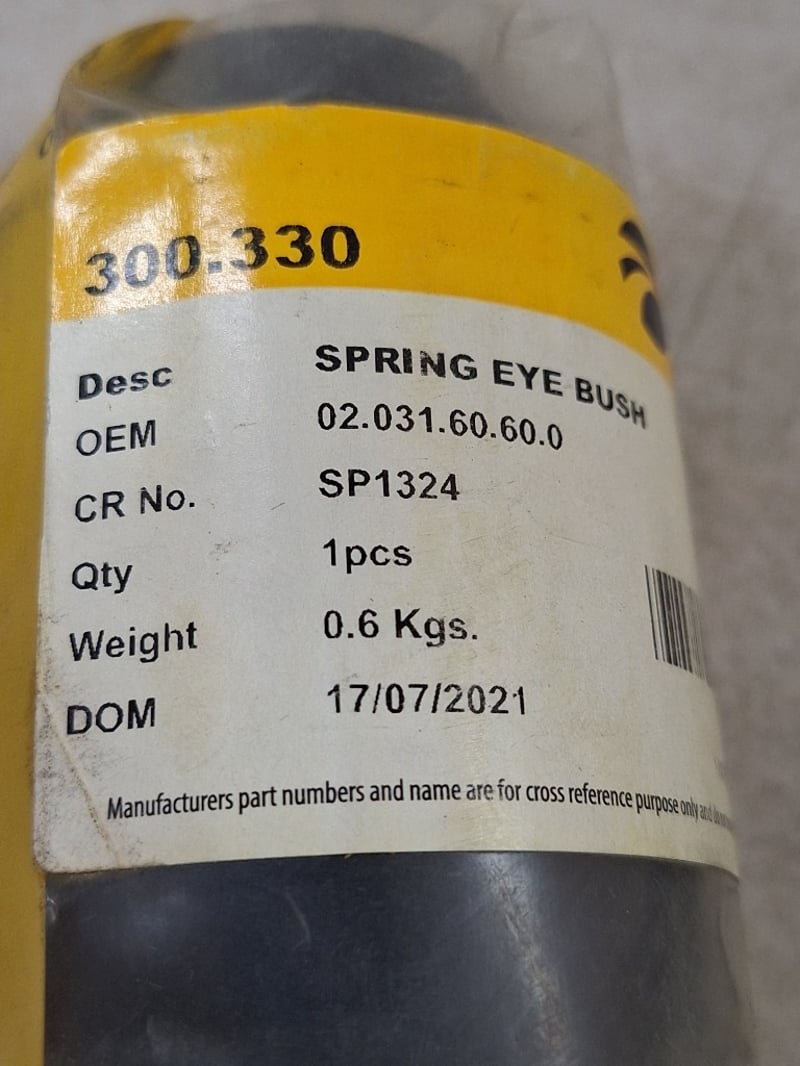 300.330
Desc SPRING EYE BUSH
OEM 02.031.60.60.0
CR No. SP1324
Qty 1pcs
Weight 0.6 Kgs.
DOM 17/07/2021
Manufacturers part numbers and name are for cross reference purpose only and